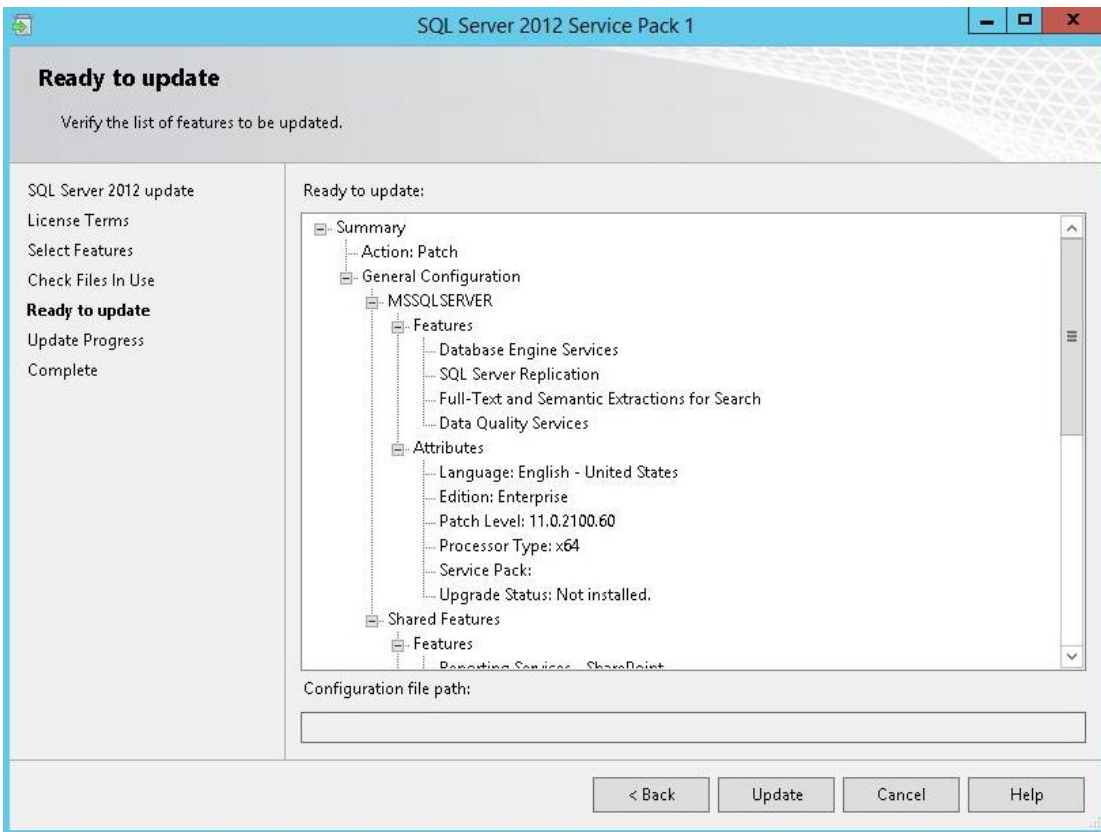 SQL Server 2012 Service Pack 1
Ready to update
Verify the list of features to be updated.
SQL Server 2012 update
License Terms
Select Features
Check Files In Use
Ready to update
Update Progress
Complete
Ready to update:
Summary
Action: Patch
General Configuration
MSSQLSERVER
Features
Database Engine Services
SQL Server Replication
Full-Text and Semantic Extractions for Search
Data Quality Services
Attributes
Language: English - United States
Edition: Enterprise
Patch Level: 11.0.2100.60
Processor Type: x64
Service Pack:
Upgrade Status: Not installed.
Shared Features
Features
Reporting Services - SharePoint
Configuration file path:
< Back
Update
Cancel
Help